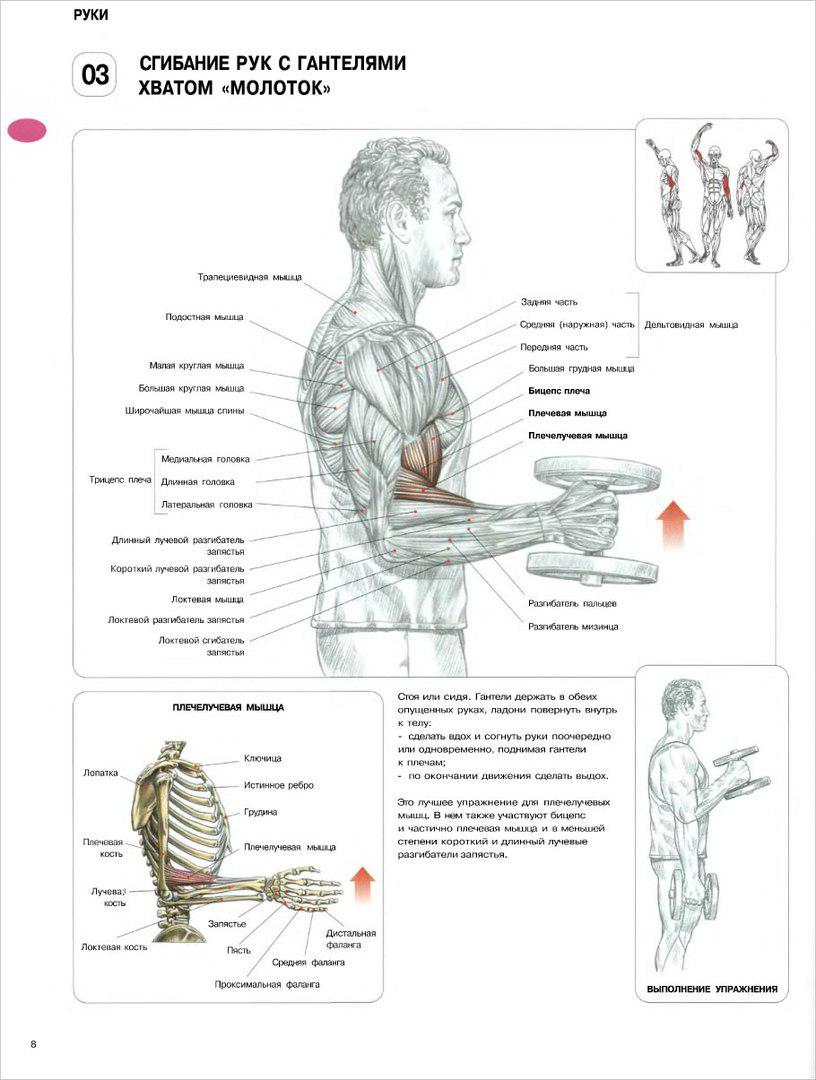 РУКИ
03
СГИБАНИЕ РУК С ГАНТЕЛЯМИ
ХВАТОМ «МОЛОТОК»
Трапециевидная мышца
Подостная мышца
Малая круглая мышца
Большая круглая мышца
Широчайшая мышца спины
Трицепс плеча
Медиальная головка
Длинная головка
Латеральная головка
Длинный лучевой разгибатель
запястья
Короткий лучевой разгибатель
запястья
Локтевая мышца
Локтевой разгибатель запястья
Локтевой сгибатель
запястья
Задняя часть
Средняя (наружная) часть
Передняя часть
Дельтовидная мышца
Большая грудная мышца
Бицепс плеча
Плечевая мышца
Плечелучевая мышца
Разгибатель пальцев
Разгибатель мизинца
ПЛЕЧЕЛУЧЕВАЯ МЫШЦА
Лопатка
Плечевая
кость
Лучевая
кость
Локтевая кость
Ключица
Истинное ребро
Грудина
Плечелучевая мышца
Запястье
Пясть
Дистальная
фаланга
Средняя фаланга
Проксимальная фаланга
Стоя или сидя. Гантели держать в обеих
опущенных руках, ладони повернуть внутрь
к телу:
- сделать вдох и согнуть руки поочередно
или одновременно, поднимая гантели
к плечам;
- по окончании движения сделать выдох.
Это лучшее упражнение для плечелучевых
мышц. В нем также участвуют бицепс
и частично плечевая мышца и в меньшей
степени короткий и длинный лучевые
разгибатели запястья.
ВЫПОЛНЕНИЕ УПРАЖНЕНИЯ
8